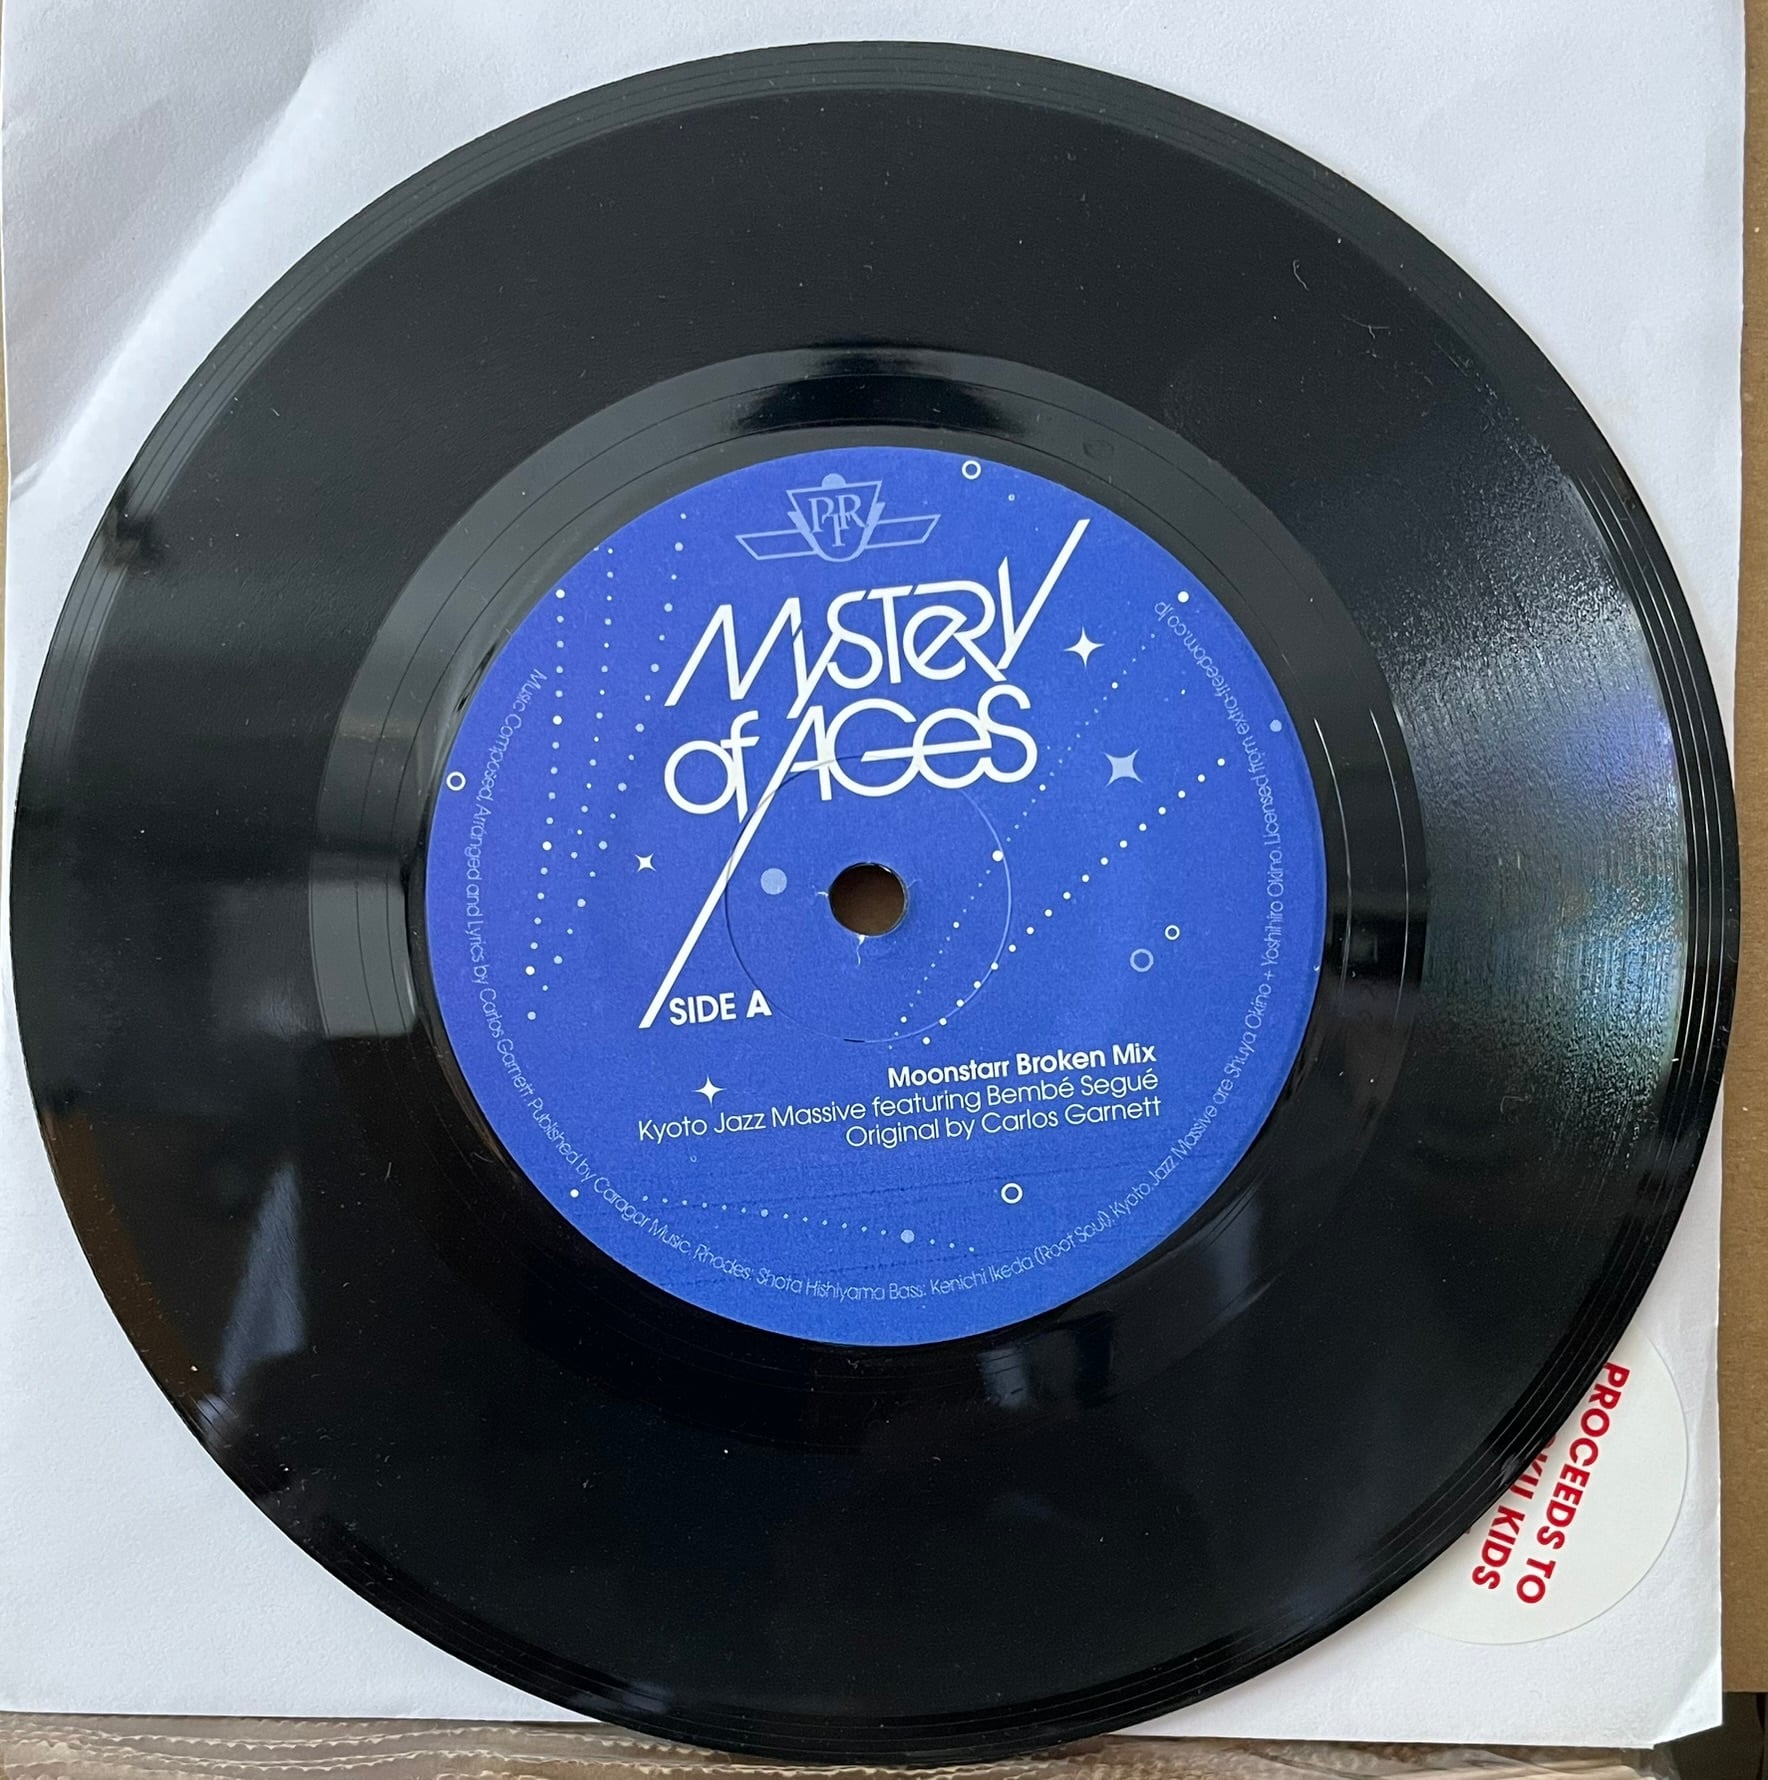 PTR
MYSTERY
of AGES
SIDE A
Moonstarr Broken Mix
Kyoto Jazz Massive featuring Bembé Segué
Original by Carlos Garnett
Music Composed, Arranged and Lyrics by Carlos Garnett. Published by Caragar Music. Rhodes: Shota Hishiyama Bass: Kenichi Ikeda (Root Soul). Kyoto Jazz Massive are Shuya Okino + Yoshihiro Okino. Licensed from extra-freedom.co.jp
PROCEEDS TO
KIDS